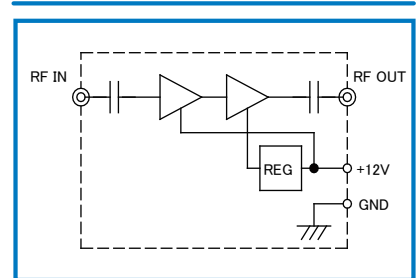 RF IN
RF OUT
REG
+12V
GND